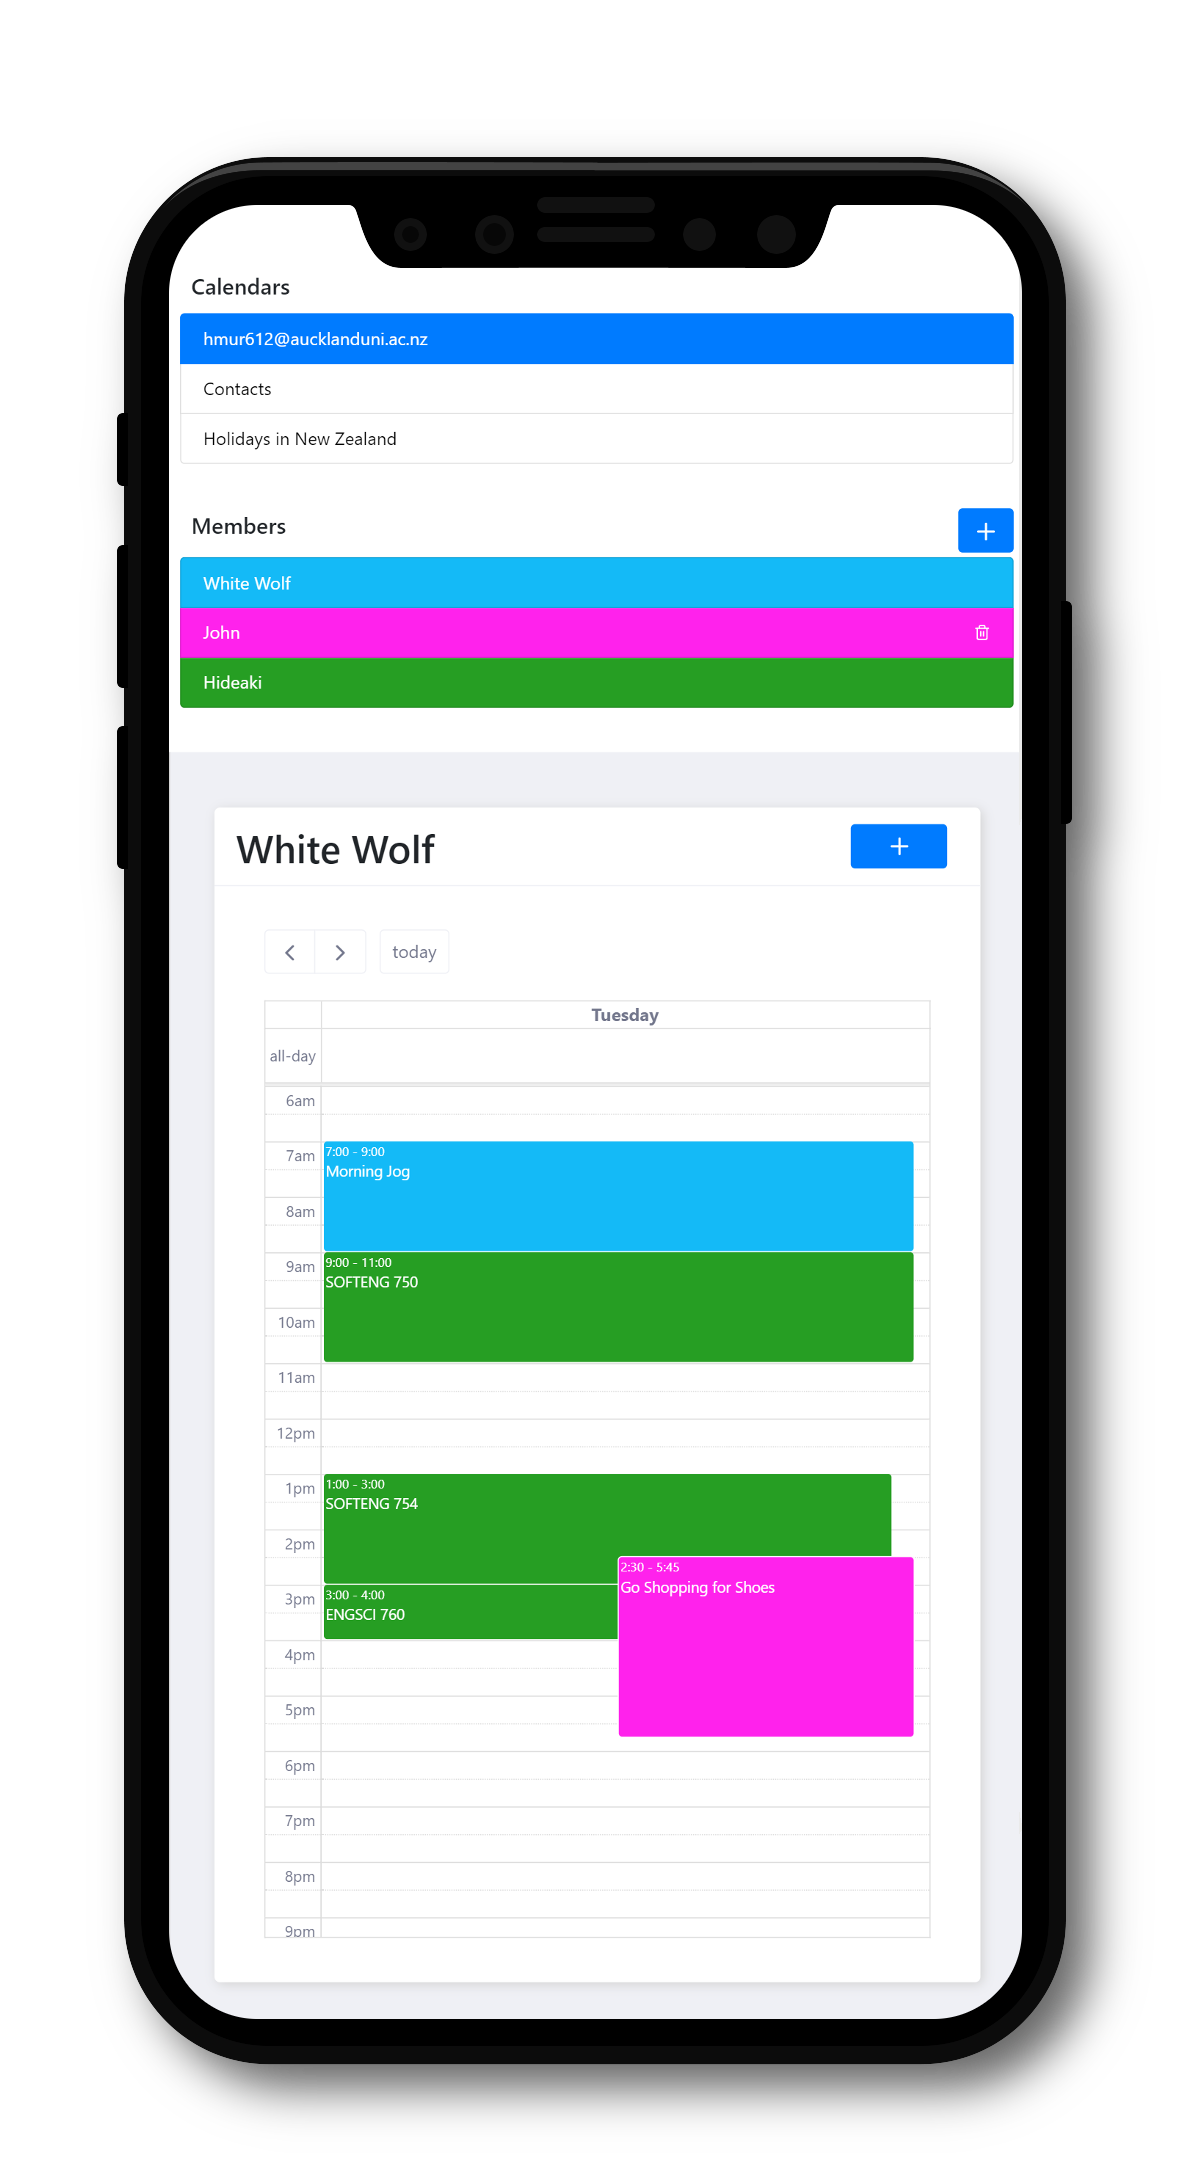 Calendars
hmur612@aucklanduni.ac.nz
Contacts
Holidays in New Zealand
Members
White Wolf
John
Hideaki
White Wolf
today
Tuesday
all-day
6am
7am
7:00 - 9:00
Morning Jog
8am
9am
9:00 - 11:00
SOFTENG 750
10am
11am
12pm
1pm
1:00 - 3:00
SOFTENG 754
2pm
2:30 - 5:45
Go Shopping for Shoes
3pm
3:00 - 4:00
ENGSCI 760
4pm
5pm
6pm
7pm
8pm
9pm